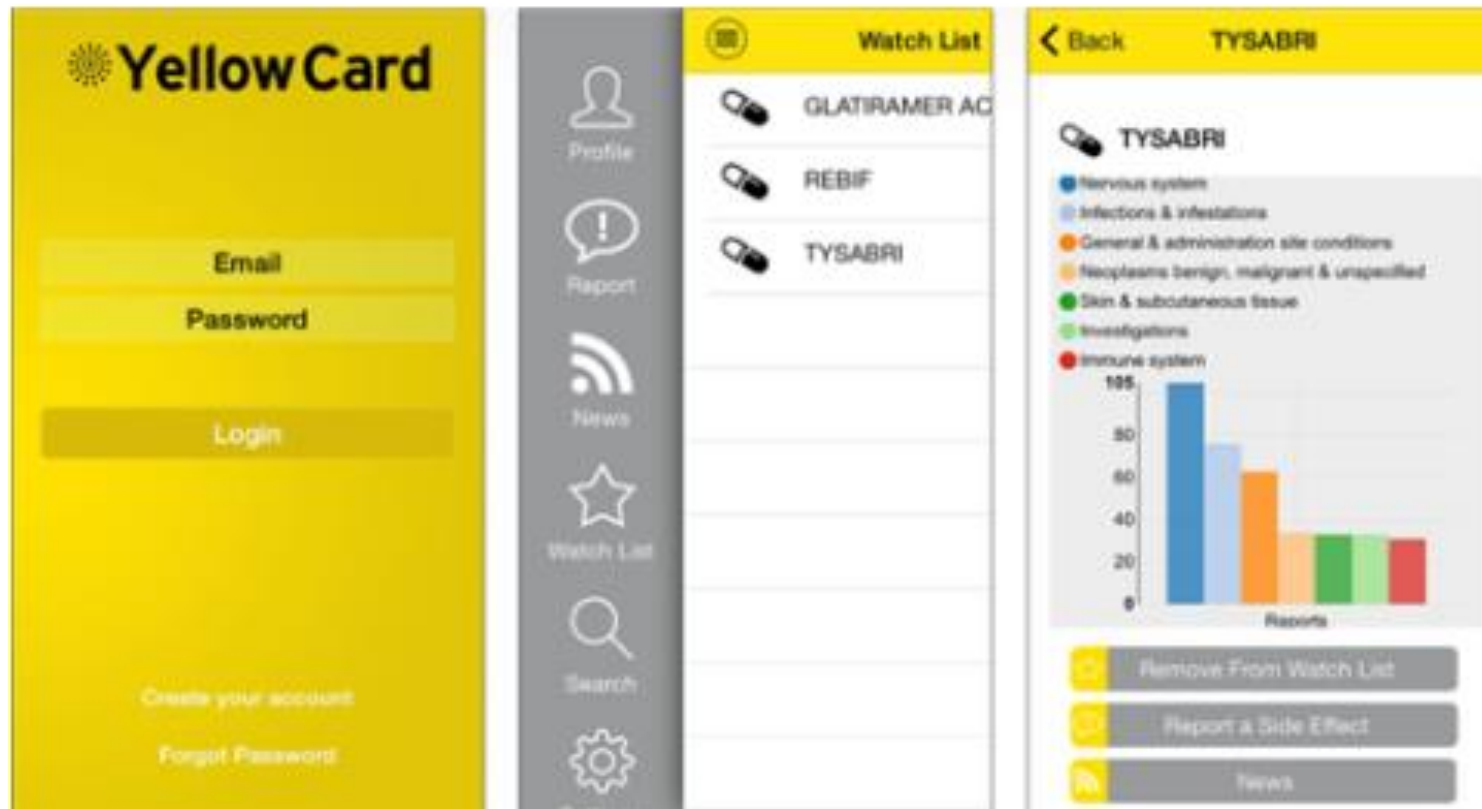 YellowCard
Email
Password
Login
Create your account
Forgot Password
Profile
Report
News
Watch List
Search
Watch List
GLATIRAMER AC
REBIF
TYSABRI
Back
TYSABRI
TYSABRI
Nervous system
Infections & infestations
General & administration site conditions
Neoplasms benign, malignant & unspecified
Skin & subcutaneous tissue
Investigations
Immune system
105
80
60
40
20
0
Reports
Remove From Watch List
Report a Side Effect
News